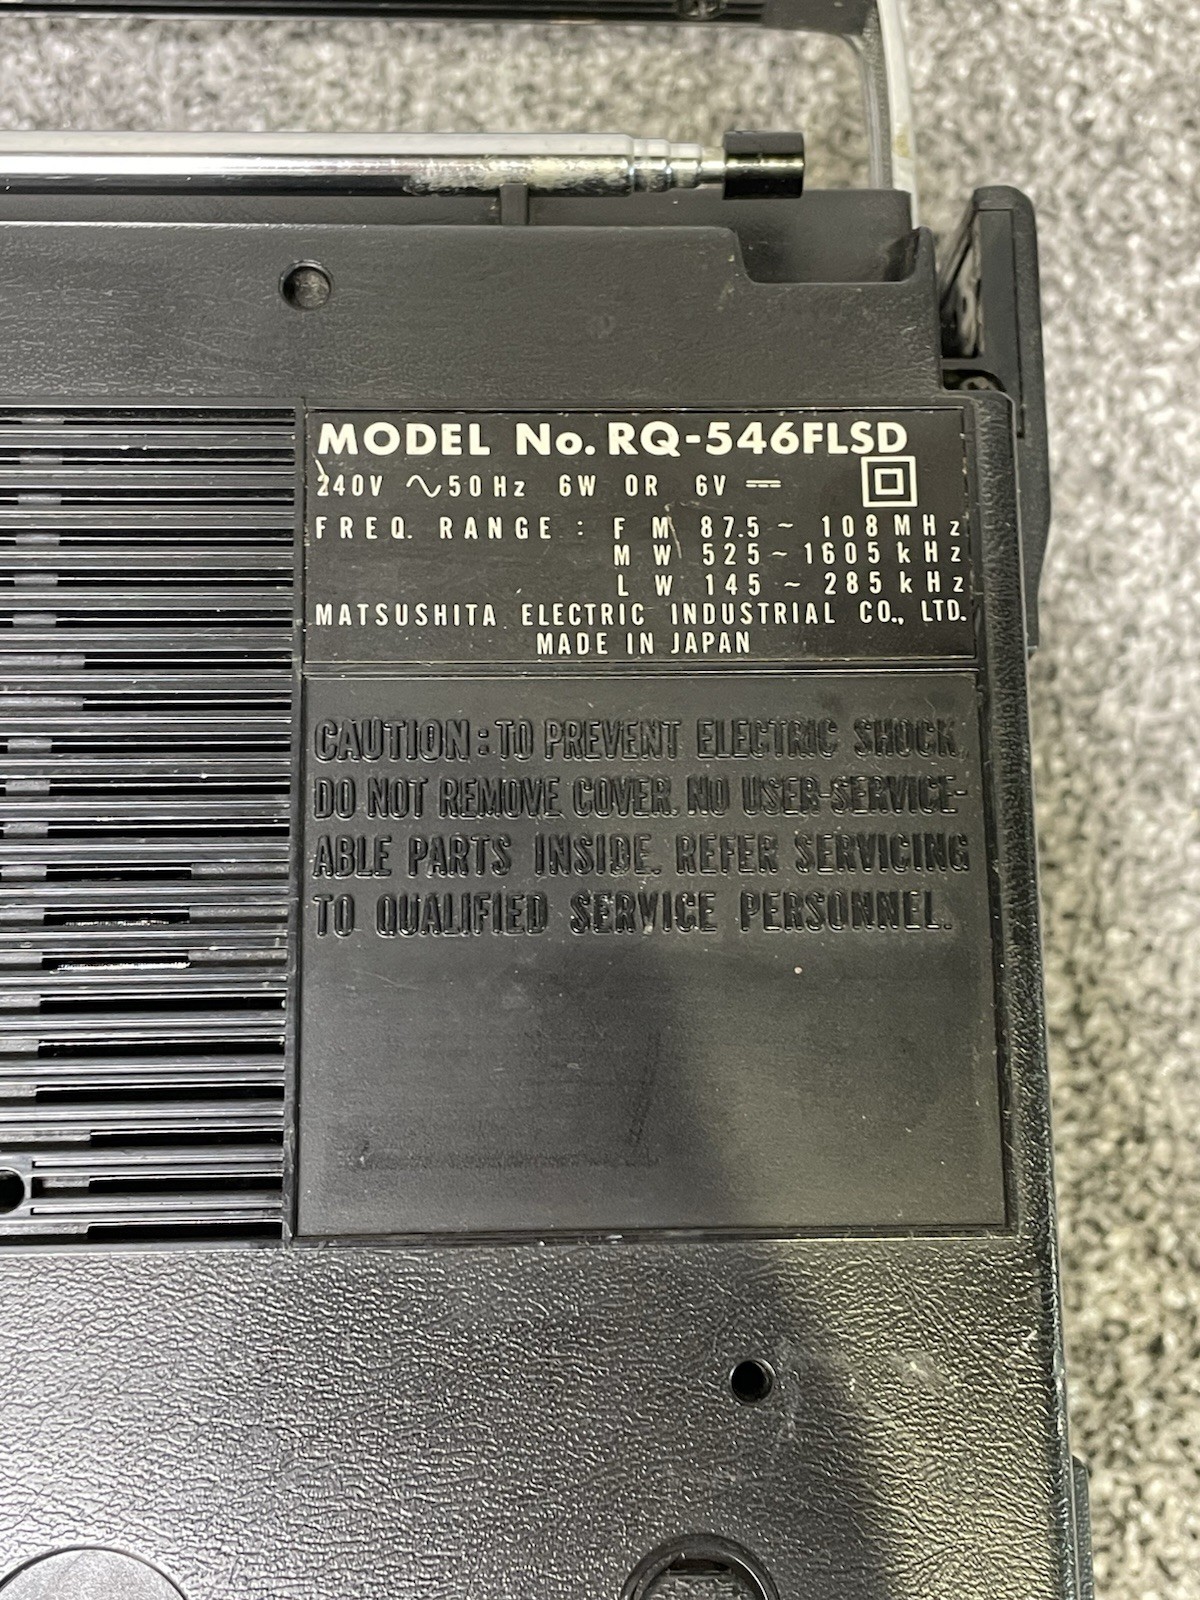 MODEL No. RQ-546FLSD
240V ∿50Hz 6W OR 6V ⎓
FREQ. RANGE : FM 87.5 ~ 108 MHz
MW 525 ~ 1605 kHz
LW 145 ~ 285 kHz
MATSUSHITA ELECTRIC INDUSTRIAL CO., LTD.
MADE IN JAPAN
CAUTION : TO PREVENT ELECTRIC SHOCK,
DO NOT REMOVE COVER. NO USER-SERVICE-
ABLE PARTS INSIDE. REFER SERVICING
TO QUALIFIED SERVICE PERSONNEL.